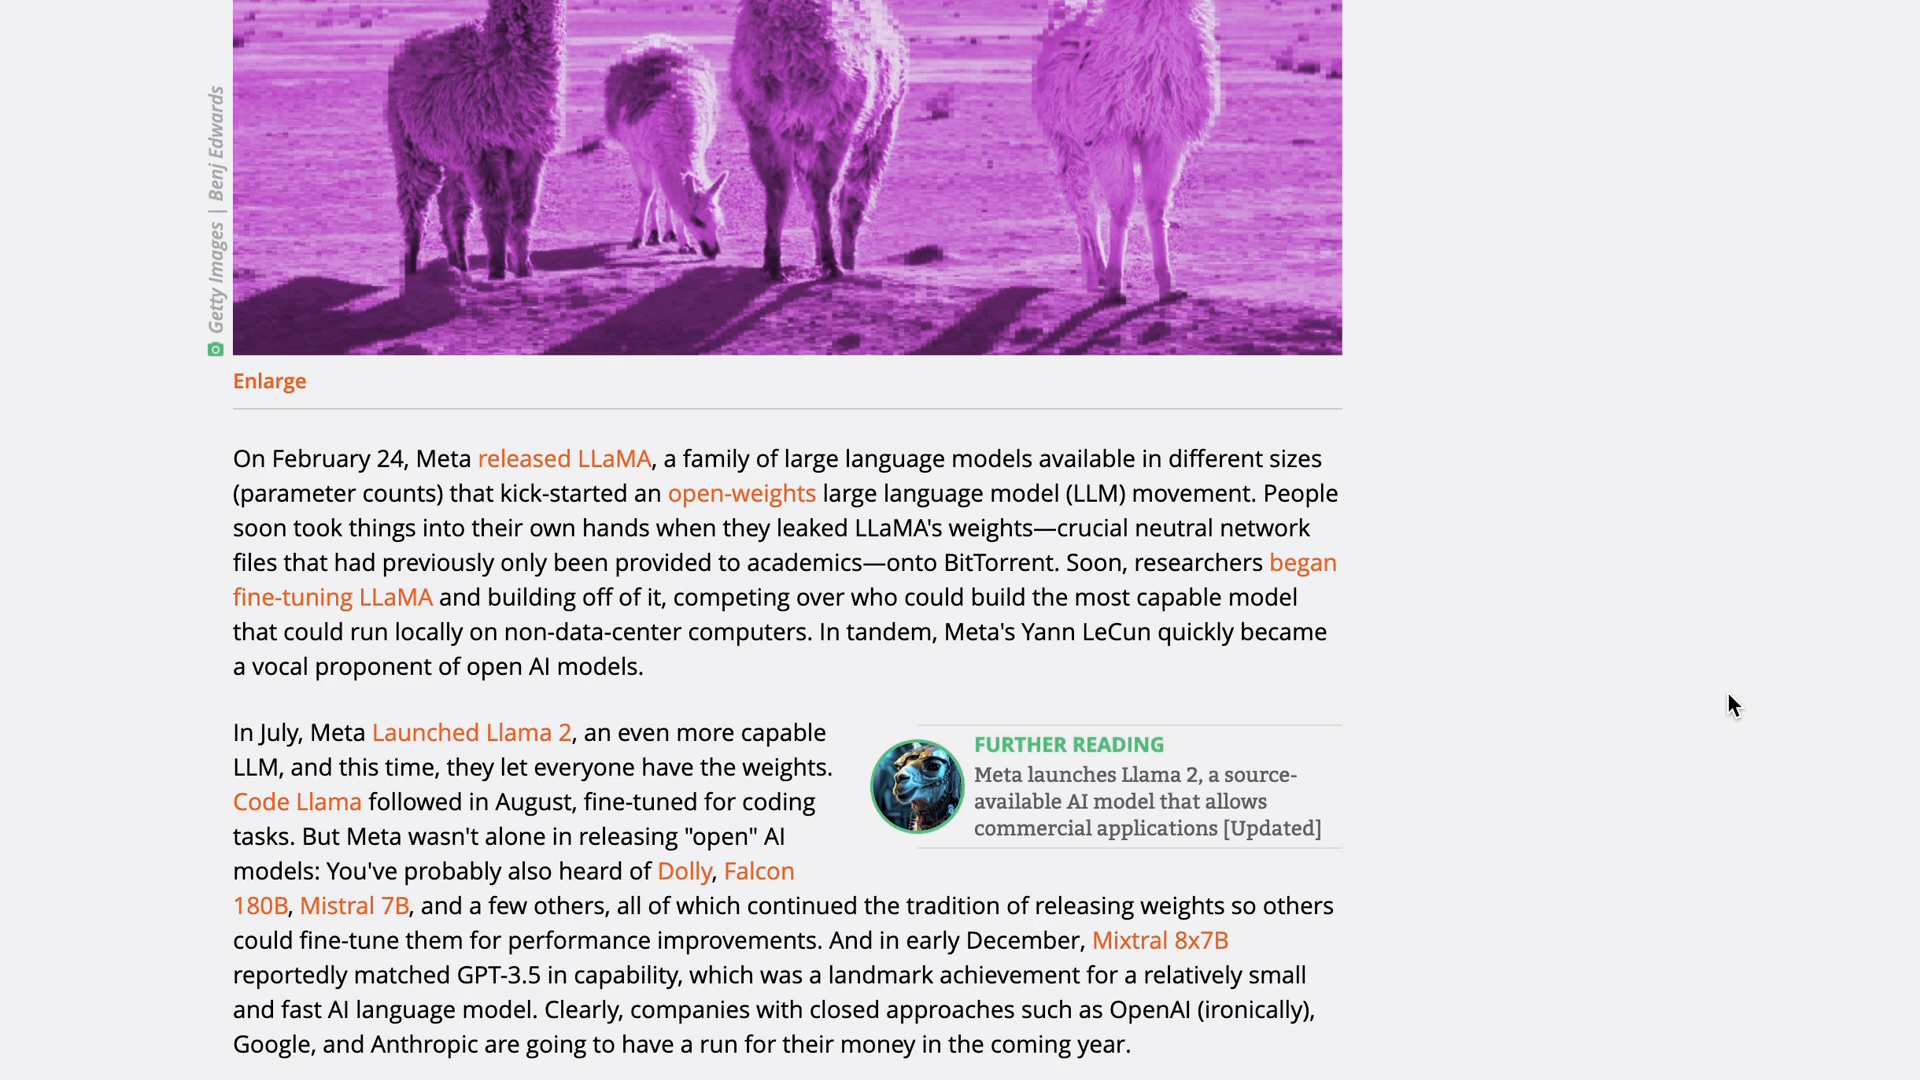 Getty Images | Benj Edwards
Enlarge
On February 24, Meta released LLaMA, a family of large language models available in different sizes
(parameter counts) that kick-started an open-weights large language model (LLM) movement. People
soon took things into their own hands when they leaked LLaMA's weights—crucial neutral network
files that had previously only been provided to academics—onto BitTorrent. Soon, researchers began
fine-tuning LLaMA and building off of it, competing over who could build the most capable model
that could run locally on non-data-center computers. In tandem, Meta's Yann LeCun quickly became
a vocal proponent of open AI models.
In July, Meta Launched Llama 2, an even more capable
LLM, and this time, they let everyone have the weights.
Code Llama followed in August, fine-tuned for coding
tasks. But Meta wasn't alone in releasing "open" AI
models: You've probably also heard of Dolly, Falcon
180B, Mistral 7B, and a few others, all of which continued the tradition of releasing weights so others
could fine-tune them for performance improvements. And in early December, Mixtral 8x7B
reportedly matched GPT-3.5 in capability, which was a landmark achievement for a relatively small
and fast AI language model. Clearly, companies with closed approaches such as OpenAI (ironically),
Google, and Anthropic are going to have a run for their money in the coming year.
FURTHER READING
Meta launches Llama 2, a source-
available AI model that allows
commercial applications [Updated]